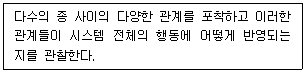 다수의 종 사이의 다양한 관계를 포착하고 이러한
관계들이 시스템 전체의 행동에 어떻게 반영되는
지를 관찰한다.